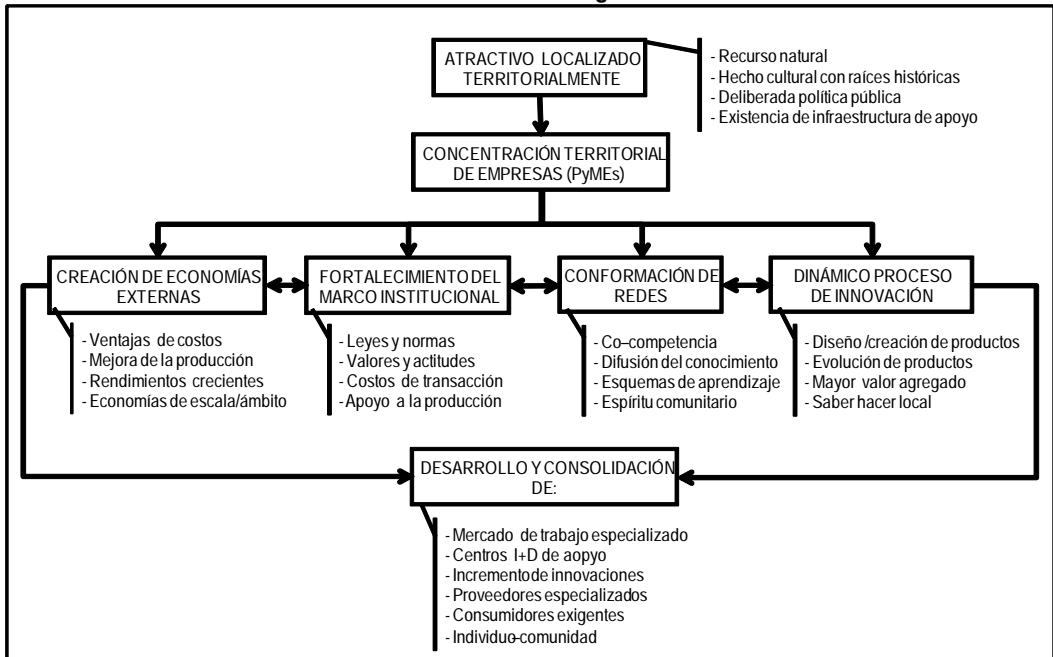 ATRACTIVO LOCALIZADO
TERRITORIALMENTE
- Recurso natural
- Hecho cultural con raíces históricas
- Deliberada política pública
- Existencia de infraestructura de apoyo
CONCENTRACIÓN TERRITORIAL
DE EMPRESAS (PyMEs)
CREACIÓN DE ECONOMÍAS
EXTERNAS
- Ventajas de costos
- Mejora de la producción
- Rendimientos crecientes
- Economías de escala/ámbito
FORTALECIMIENTO DEL
MARCO INSTITUCIONAL
- Leyes y normas
- Valores y actitudes
- Costos de transacción
- Apoyo a la producción
CONFORMACIÓN DE
REDES
- Co–competencia
- Difusión del conocimiento
- Esquemas de aprendizaje
- Espíritu comunitario
DINÁMICO PROCESO
DE INNOVACIÓN
- Diseño /creación de productos
- Evolución de productos
- Mayor valor agregado
- Saber hacer local
DESARROLLO Y CONSOLIDACIÓN
DE:
- Mercado de trabajo especializado
- Centros I+D de aopyo
- Incremento de innovaciones
- Proveedores especializados
- Consumidores exigentes
- Individuo–comunidad